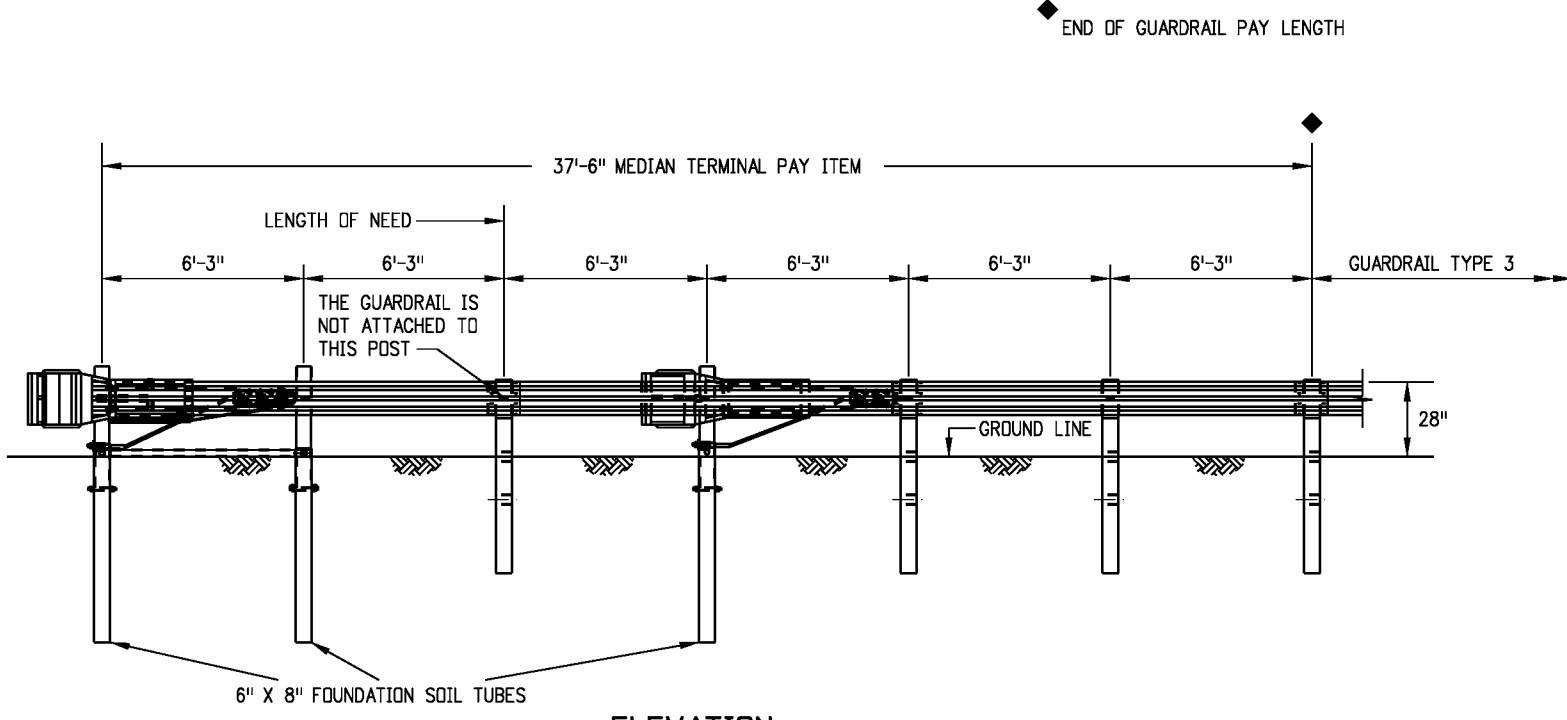 END OF GUARDRAIL PAY LENGTH
37'-6" MEDIAN TERMINAL PAY ITEM
LENGTH OF NEED
6'-3" 6'-3" 6'-3" 6'-3" 6'-3" 6'-3" GUARDRAIL TYPE 3
THE GUARDRAIL IS
NOT ATTACHED TO
THIS POST
28"
GROUND LINE
6" X 8" FOUNDATION SOIL TUBES
ELEVATION